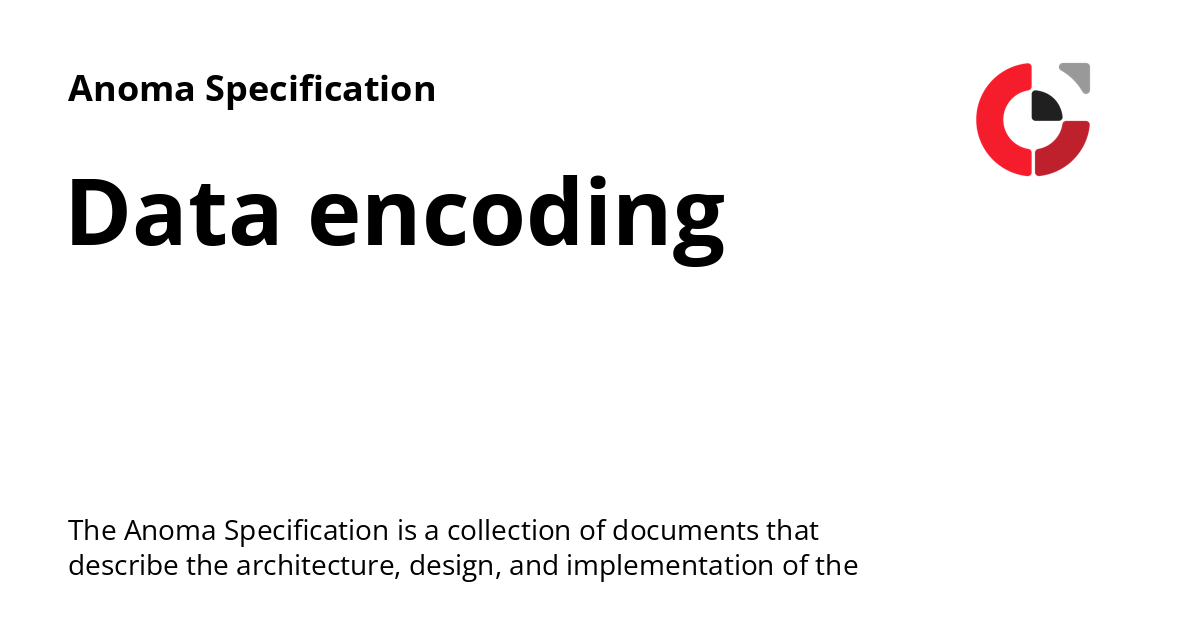 Anoma Specification
Data encoding
The Anoma Specification is a collection of documents that
describe the architecture, design, and implementation of the